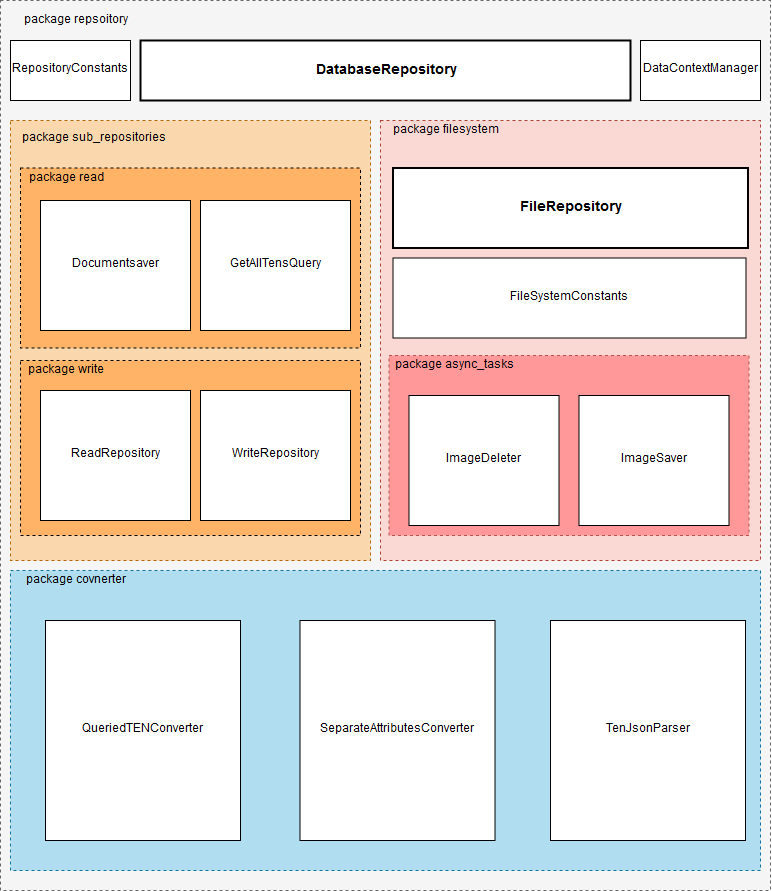 package repsoitory
RepositoryConstants
DatabaseRepository
DataContextManager
package sub_repositories
package read
Documentsaver
GetAllTensQuery
package write
ReadRepository
WriteRepository
package filesystem
FileRepository
FileSystemConstants
package async_tasks
ImageDeleter
ImageSaver
package covnerter
QueriedTENConverter
SeparateAttributesConverter
TenJsonParser